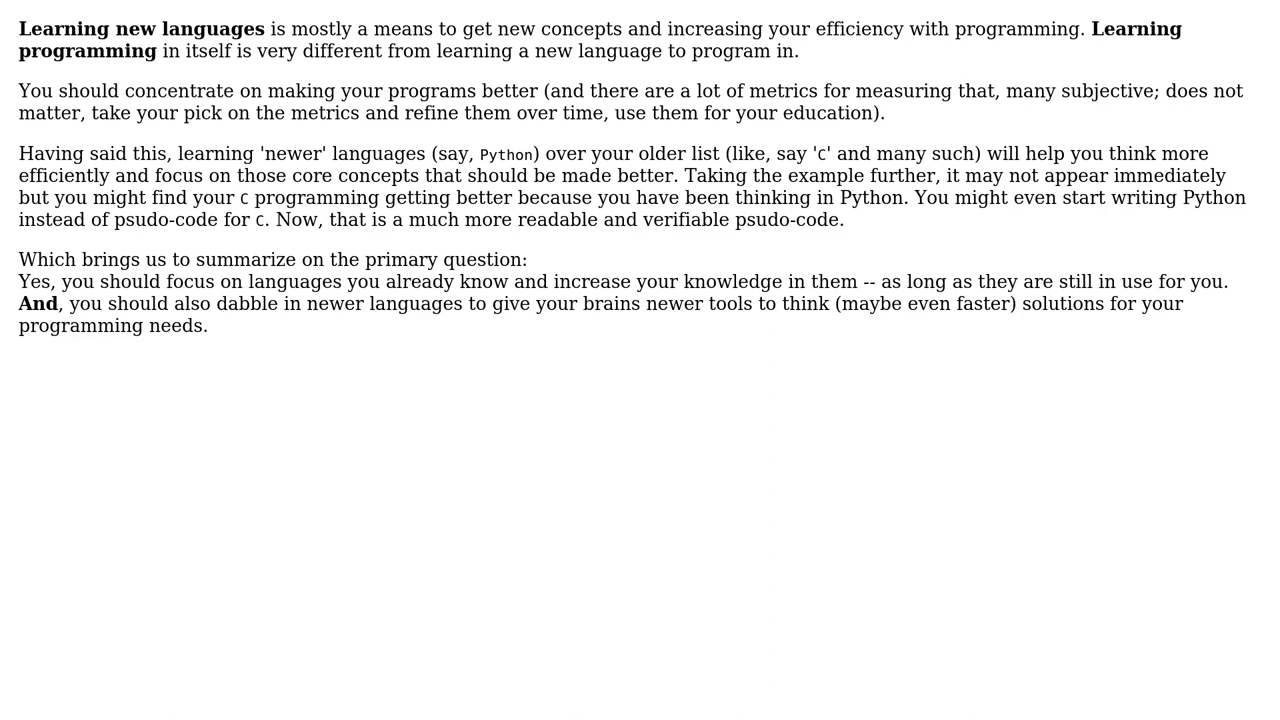 Learning new languages is mostly a means to get new concepts and increasing your efficiency with programming. Learning
programming in itself is very different from learning a new language to program in.
You should concentrate on making your programs better (and there are a lot of metrics for measuring that, many subjective; does not
matter, take your pick on the metrics and refine them over time, use them for your education).
Having said this, learning 'newer' languages (say, Python) over your older list (like, say 'C' and many such) will help you think more
efficiently and focus on those core concepts that should be made better. Taking the example further, it may not appear immediately
but you might find your C programming getting better because you have been thinking in Python. You might even start writing Python
instead of psudo-code for C. Now, that is a much more readable and verifiable psudo-code.
Which brings us to summarize on the primary question:
Yes, you should focus on languages you already know and increase your knowledge in them -- as long as they are still in use for you.
And, you should also dabble in newer languages to give your brains newer tools to think (maybe even faster) solutions for your
programming needs.